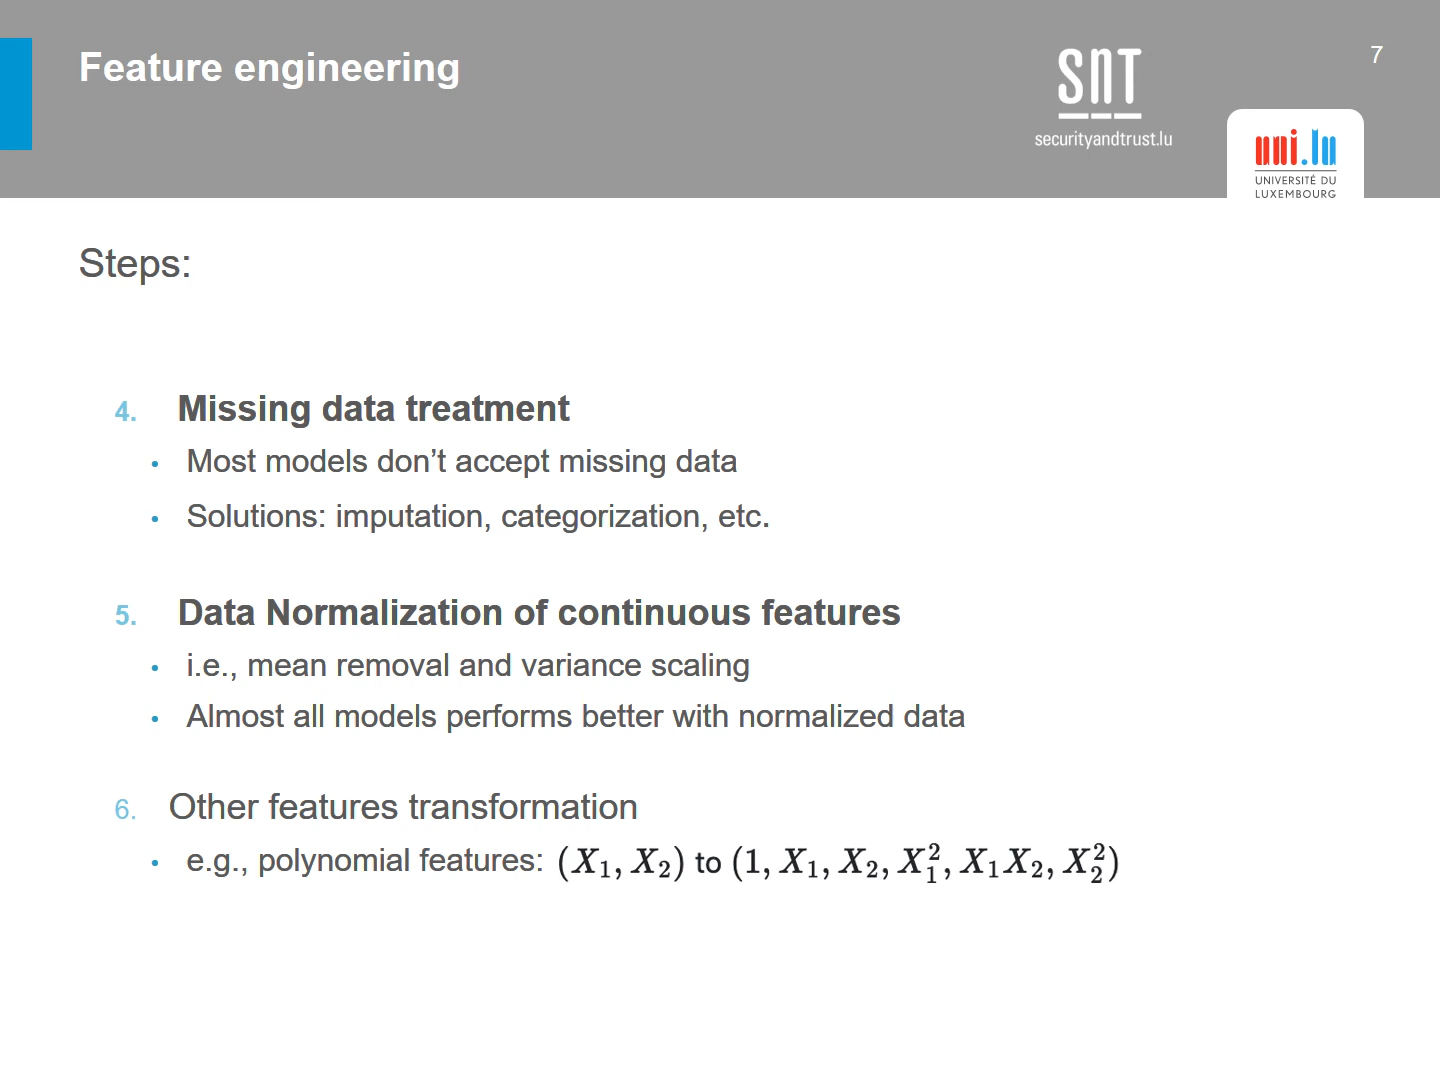 Feature engineering
SnT
securityandtrust.lu
7
uni.lu
UNIVERSITÉ DU
LUXEMBOURG
Steps:
4. Missing data treatment
• Most models don’t accept missing data
• Solutions: imputation, categorization, etc.
5. Data Normalization of continuous features
• i.e., mean removal and variance scaling
• Almost all models performs better with normalized data
6. Other features transformation
• e.g., polynomial features: (X₁, X₂) to (1, X₁, X₂, X₁², X₁X₂, X₂²)